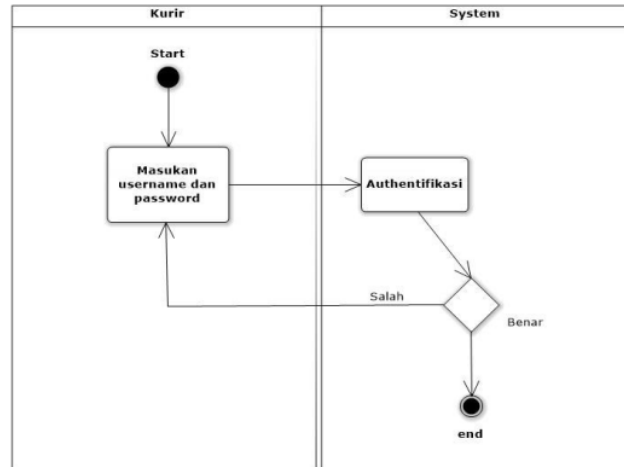 Kurir
System
Start
Masukan
username dan
password
Authentifikasi
Salah
Benar
end